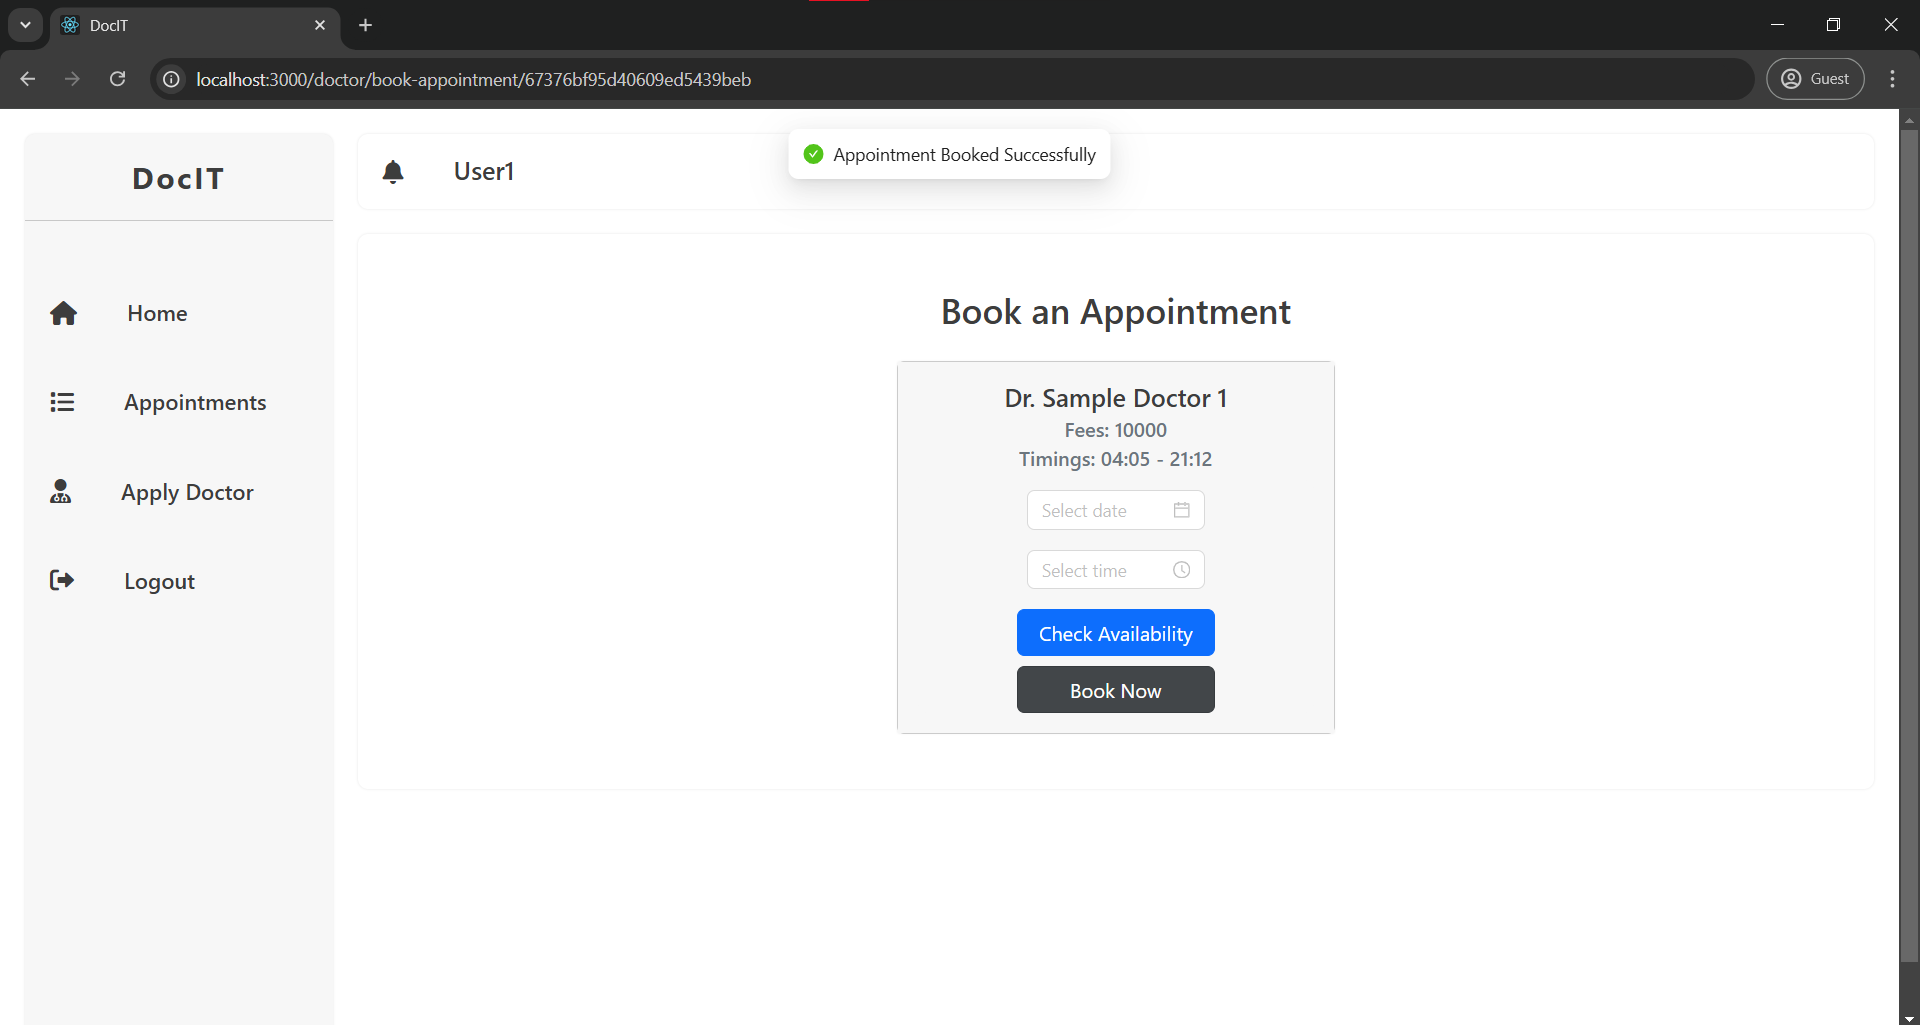 DocIT
localhost:3000/doctor/book-appointment/67376bf95d40609ed5439beb
Guest
DocIT
Home
Appointments
Apply Doctor
Logout
User1
Appointment Booked Successfully
Book an Appointment
Dr. Sample Doctor 1
Fees: 10000
Timings: 04:05 - 21:12
Select date
Select time
Check Availability
Book Now